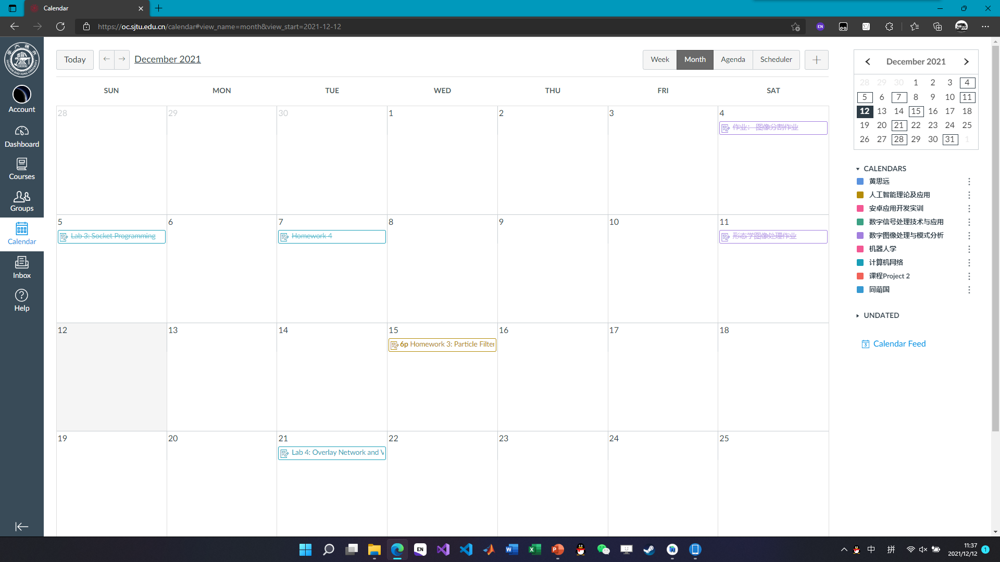 Calendar
https://oc.sjtu.edu.cn/calendar#view_name=month&view_start=2021-12-12
EN
Account
Dashboard
Courses
Groups
Calendar
Inbox
Help
Today
December 2021
Week
Month
Agenda
Scheduler
SUN MON TUE WED THU FRI SAT
28 29 30 1 2 3 4
作业： 图像分割作业
5 6 7 8 9 10 11
Lab 3: Socket Programming
Homework 4
形态学图像处理作业
12 13 14 15 16 17 18
6p Homework 3: Particle Filter
19 20 21 22 23 24 25
Lab 4: Overlay Network and V
December 2021
28 29 30 1 2 3 4
5 6 7 8 9 10 11
12 13 14 15 16 17 18
19 20 21 22 23 24 25
26 27 28 29 30 31 1
CALENDARS
黄思远
人工智能理论及应用
安卓应用开发实训
数字信号处理技术与应用
数字图像处理与模式分析
机器人学
计算机网络
课程Project 2
同萌国
UNDATED
3 Calendar Feed
EN
中
拼
11:37
2021/12/12
1